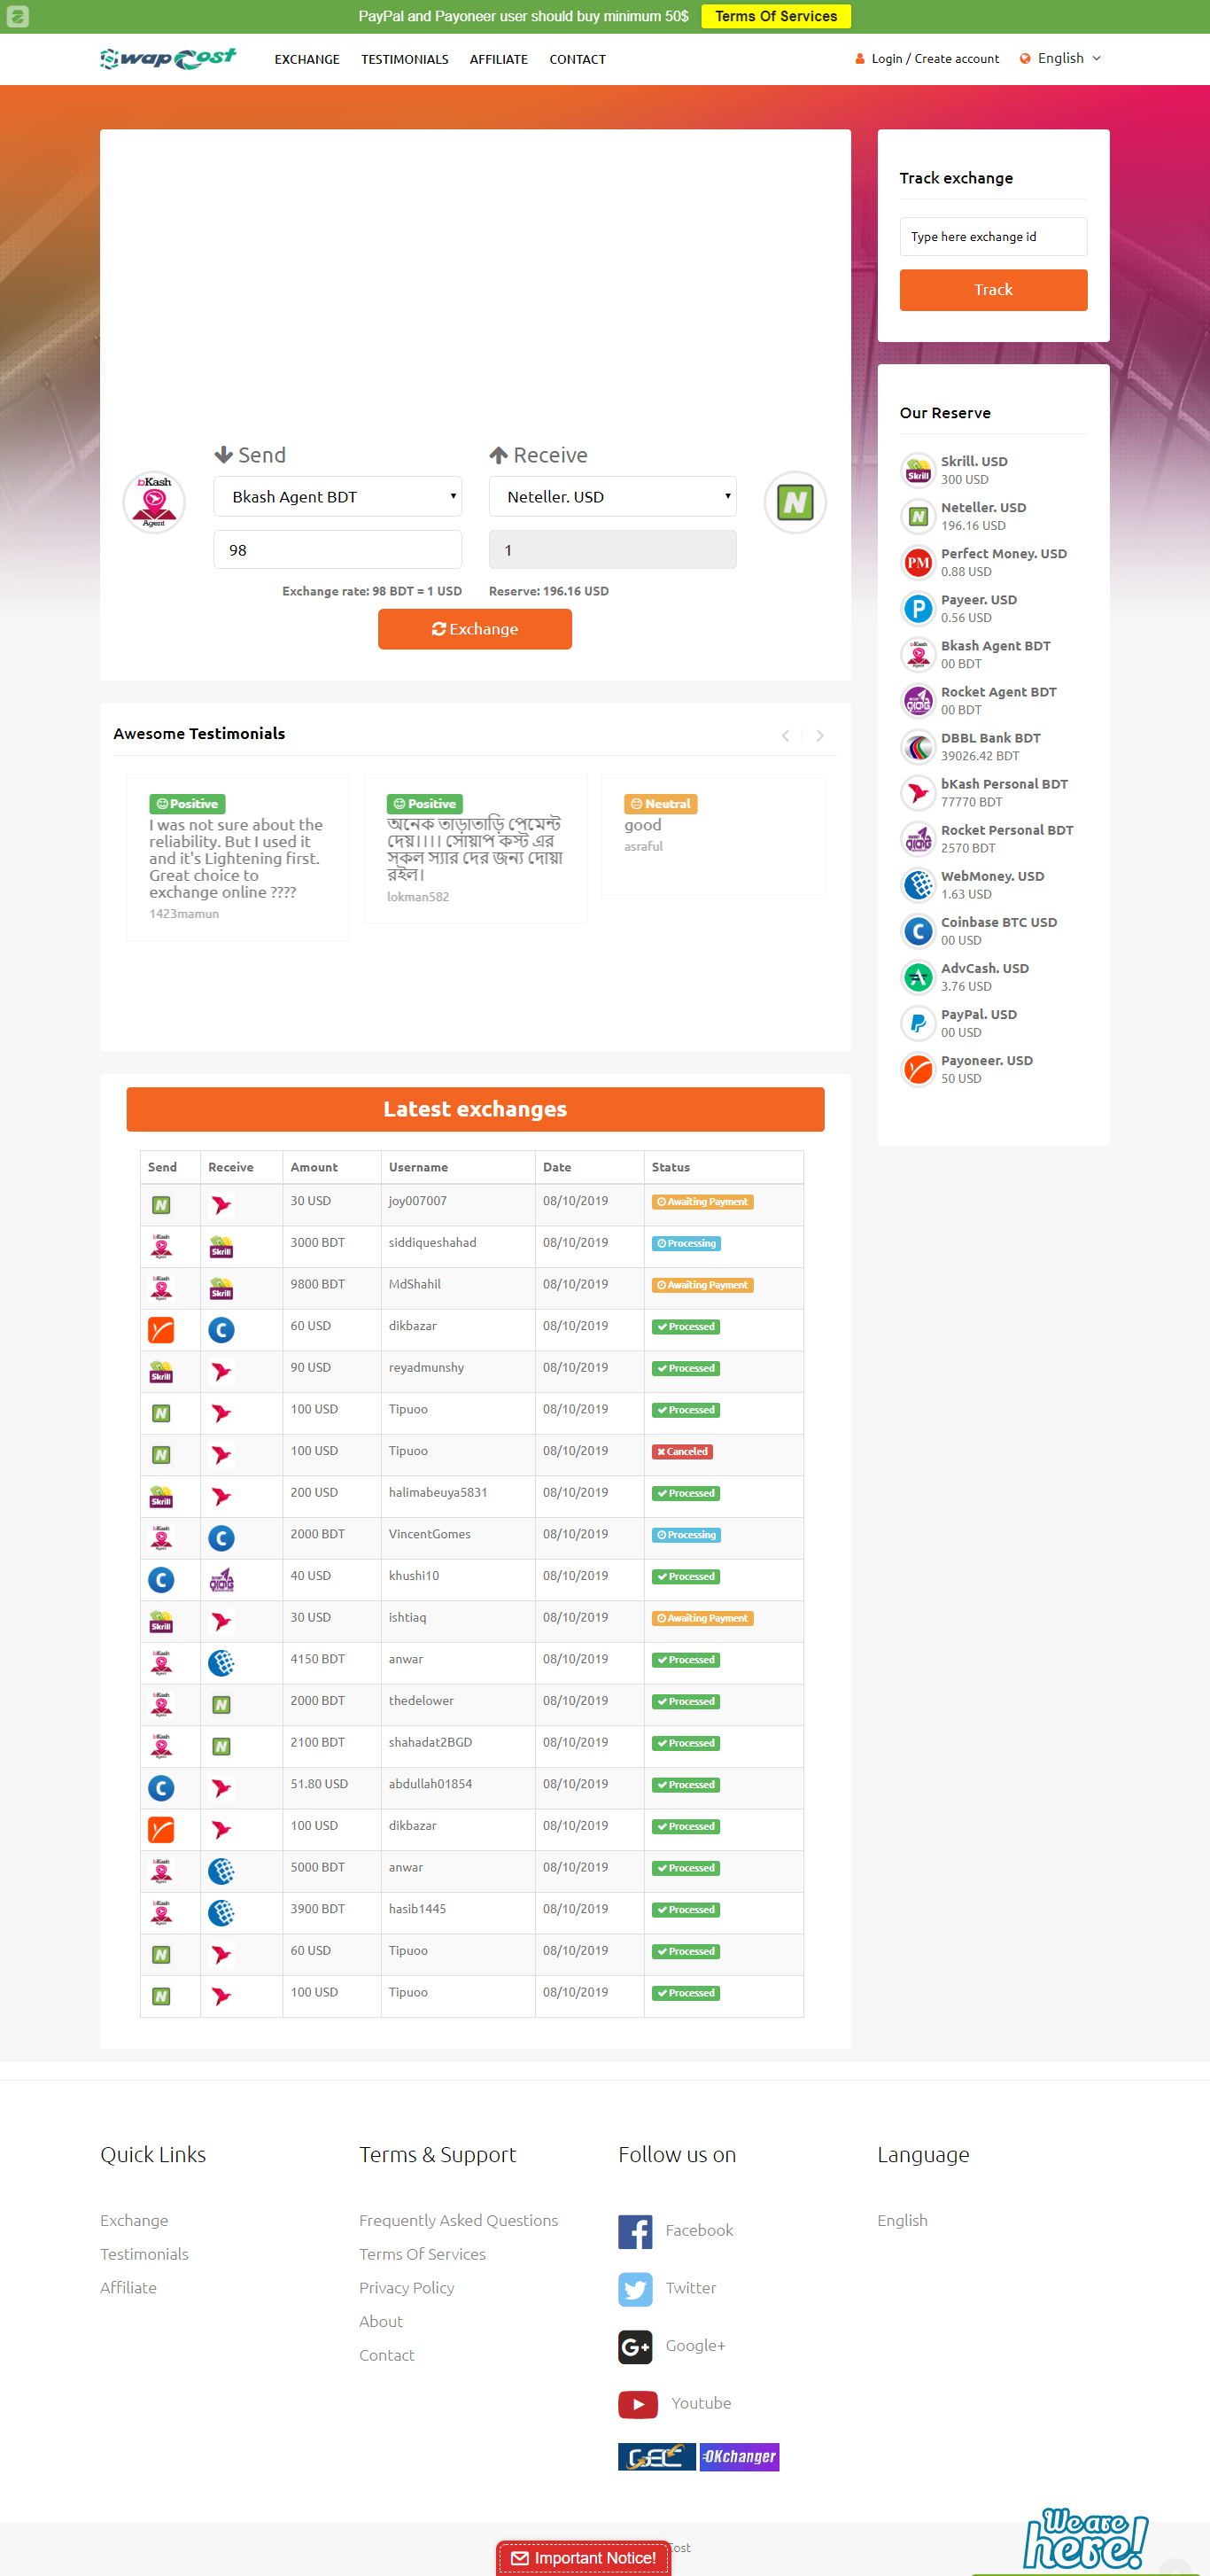 PayPal and Payoneer user should buy minimum 50$ Terms Of Services
SwapCost EXCHANGE TESTIMONIALS AFFILIATE CONTACT Login / Create account English
Send
Receive
bKash Agent
Bkash Agent BDT
Neteller. USD
N
98
1
Exchange rate: 98 BDT = 1 USD
Reserve: 196.16 USD
Exchange
Track exchange
Type here exchange id
Track
Our Reserve
Skrill. USD
300 USD
Neteller. USD
196.16 USD
Perfect Money. USD
0.88 USD
Payeer. USD
0.56 USD
Bkash Agent BDT
00 BDT
Rocket Agent BDT
00 BDT
DBBL Bank BDT
39026.42 BDT
bKash Personal BDT
77770 BDT
Rocket Personal BDT
2570 BDT
WebMoney. USD
1.63 USD
Coinbase BTC USD
00 USD
AdvCash. USD
3.76 USD
PayPal. USD
00 USD
Payoneer. USD
50 USD
Awesome Testimonials
Positive
I was not sure about the
reliability. But I used it
and it's Lightening first.
Great choice to
exchange online ????
1423mamun
Positive
অনেক তাড়াতাড়ি পেমেন্ট
দেয়।।।। সোয়াপ কস্ট এর
সকল স্যার দের জন্য দোয়া
রইল।
lokman582
Neutral
good
asraful
Latest exchanges
Send Receive Amount Username Date Status
30 USD joy007007 08/10/2019 Awaiting Payment
3000 BDT siddiqueshahad 08/10/2019 Processing
9800 BDT MdShahil 08/10/2019 Awaiting Payment
60 USD dikbazar 08/10/2019 Processed
90 USD reyadmunshy 08/10/2019 Processed
100 USD Tipuoo 08/10/2019 Processed
100 USD Tipuoo 08/10/2019 Canceled
200 USD halimabeuya5831 08/10/2019 Processed
2000 BDT VincentGomes 08/10/2019 Processing
40 USD khushi10 08/10/2019 Processed
30 USD ishtiaq 08/10/2019 Awaiting Payment
4150 BDT anwar 08/10/2019 Processed
2000 BDT thedelower 08/10/2019 Processed
2100 BDT shahadat2BGD 08/10/2019 Processed
51.80 USD abdullah01854 08/10/2019 Processed
100 USD dikbazar 08/10/2019 Processed
5000 BDT anwar 08/10/2019 Processed
3900 BDT hasib1445 08/10/2019 Processed
60 USD Tipuoo 08/10/2019 Processed
100 USD Tipuoo 08/10/2019 Processed
Quick Links
Exchange
Testimonials
Affiliate
Terms & Support
Frequently Asked Questions
Terms Of Services
Privacy Policy
About
Contact
Follow us on
Facebook
Twitter
Google+
Youtube
GEC OKchanger
Language
English
Cost
Important Notice!
We are
here!